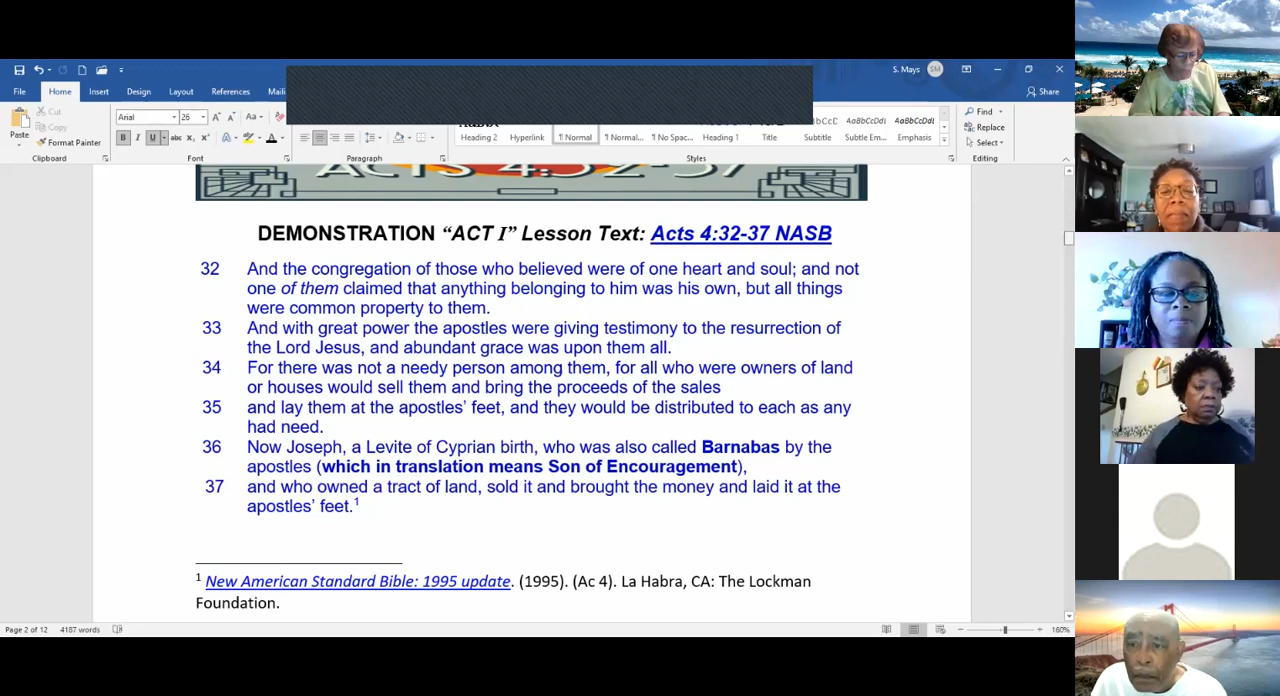 S. Mays SM
File Home Insert Design Layout References Maili
Share
Paste
Cut
Copy
Format Painter
Clipboard
Arial 26 Aa
B I U
Font
Paragraph
Heading 2 Hyperlink ¶ Normal ¶ Normal... ¶ No Spac... Heading 1 Title Subtitle Subtle Em... Emphasis
AaBbCcDc AaBbCcDc
Styles
Find
Replace
Select
Editing
ACTS 4:32-37
DEMONSTRATION “ACT I” Lesson Text: Acts 4:32-37 NASB
32 And the congregation of those who believed were of one heart and soul; and not
one of them claimed that anything belonging to him was his own, but all things
were common property to them.
33 And with great power the apostles were giving testimony to the resurrection of
the Lord Jesus, and abundant grace was upon them all.
34 For there was not a needy person among them, for all who were owners of land
or houses would sell them and bring the proceeds of the sales
35 and lay them at the apostles’ feet, and they would be distributed to each as any
had need.
36 Now Joseph, a Levite of Cyprian birth, who was also called Barnabas by the
apostles (which in translation means Son of Encouragement),
37 and who owned a tract of land, sold it and brought the money and laid it at the
apostles’ feet.1
1 New American Standard Bible: 1995 update. (1995). (Ac 4). La Habra, CA: The Lockman
Foundation.
Page 2 of 12 4187 words
160%